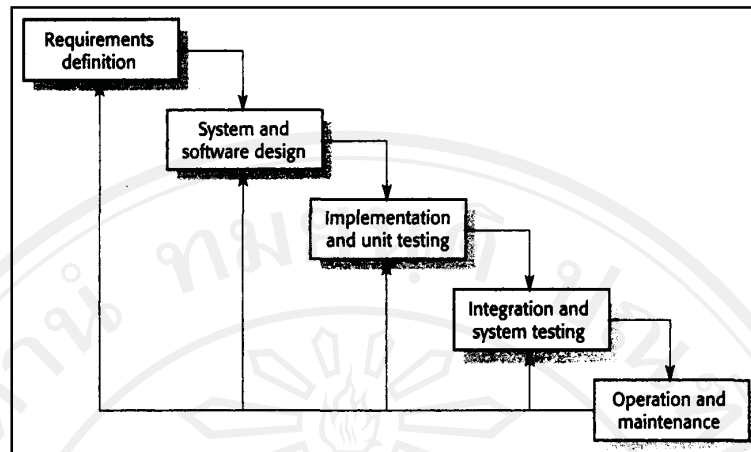 Requirements
definition
System and
software design
Implementation
and unit testing
Integration and
system testing
Operation and
maintenance